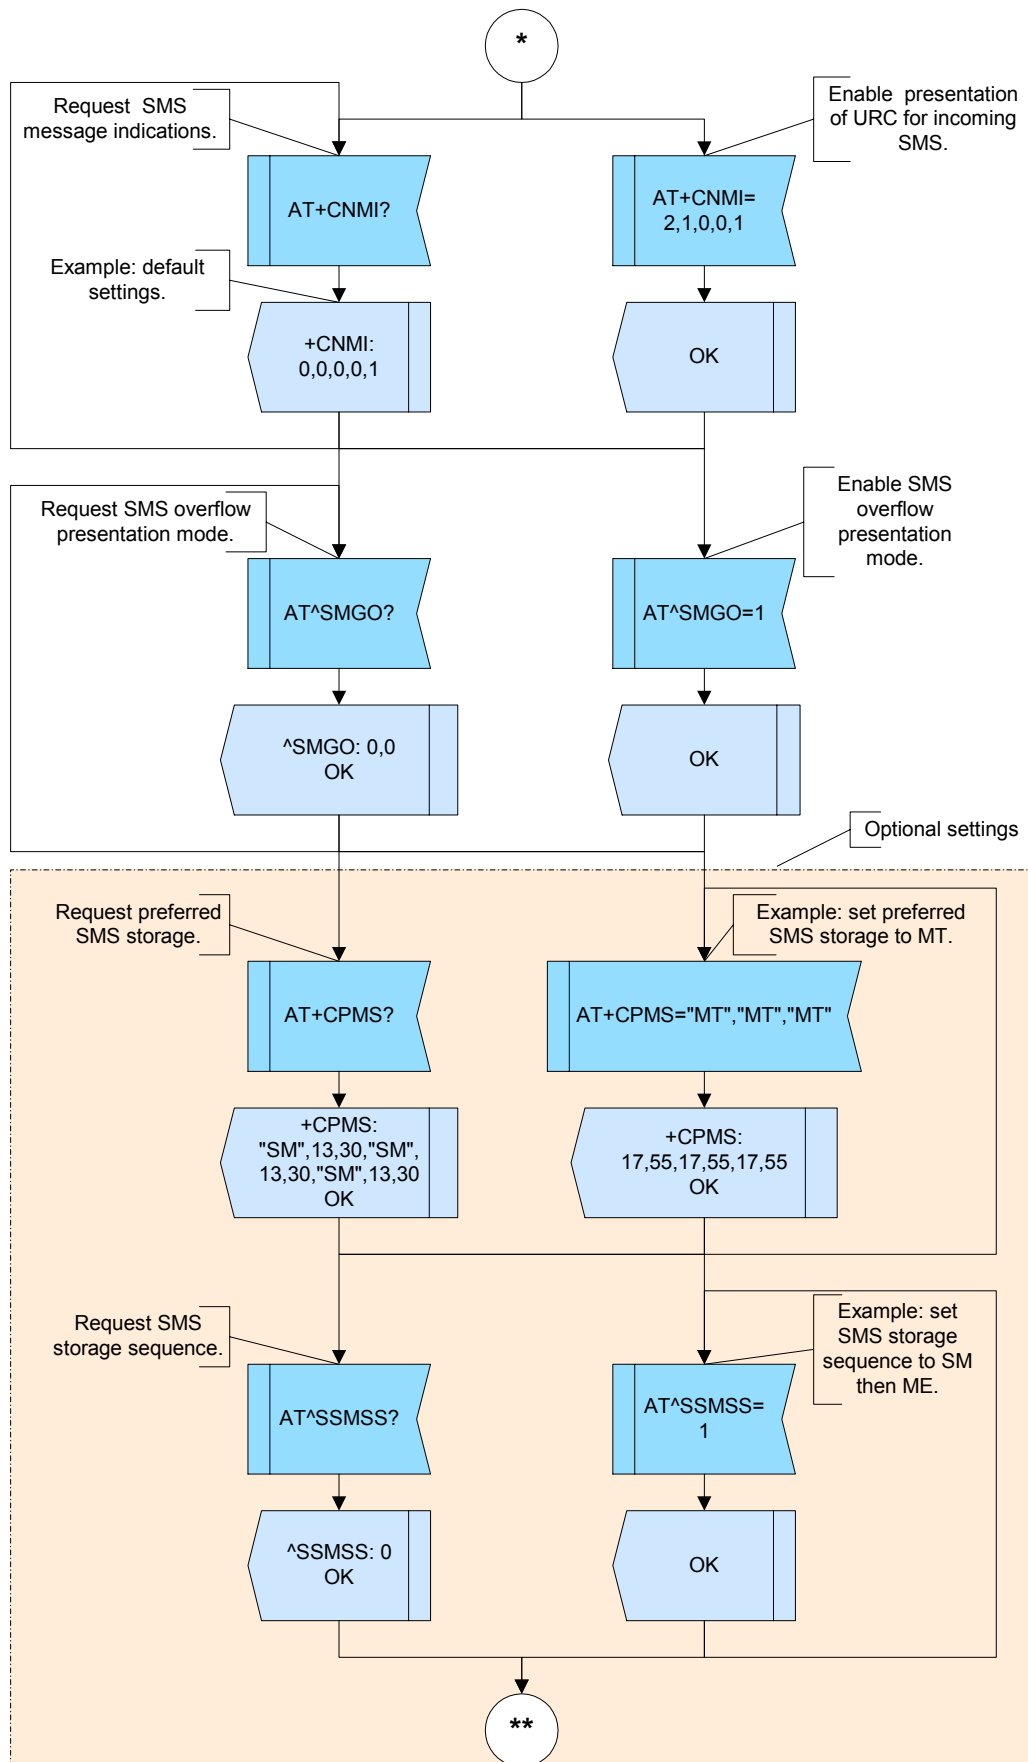 *
Request SMS
message indications.
Enable presentation
of URC for incoming
SMS.
AT+CNMI?
AT+CNMI=
2,1,0,0,1
Example: default
settings.
+CNMI:
0,0,0,0,1
OK
Request SMS overflow
presentation mode.
Enable SMS
overflow
presentation
mode.
AT^SMGO?
AT^SMGO=1
^SMGO: 0,0
OK
OK
Optional settings
Request preferred
SMS storage.
Example: set preferred
SMS storage to MT.
AT+CPMS?
AT+CPMS="MT","MT","MT"
+CPMS:
"SM",13,30,"SM",
13,30,"SM",13,30
OK
+CPMS:
17,55,17,55,17,55
OK
Request SMS
storage sequence.
Example: set
SMS storage
sequence to SM
then ME.
AT^SSMSS?
AT^SSMSS=
1
^SSMSS: 0
OK
OK
**